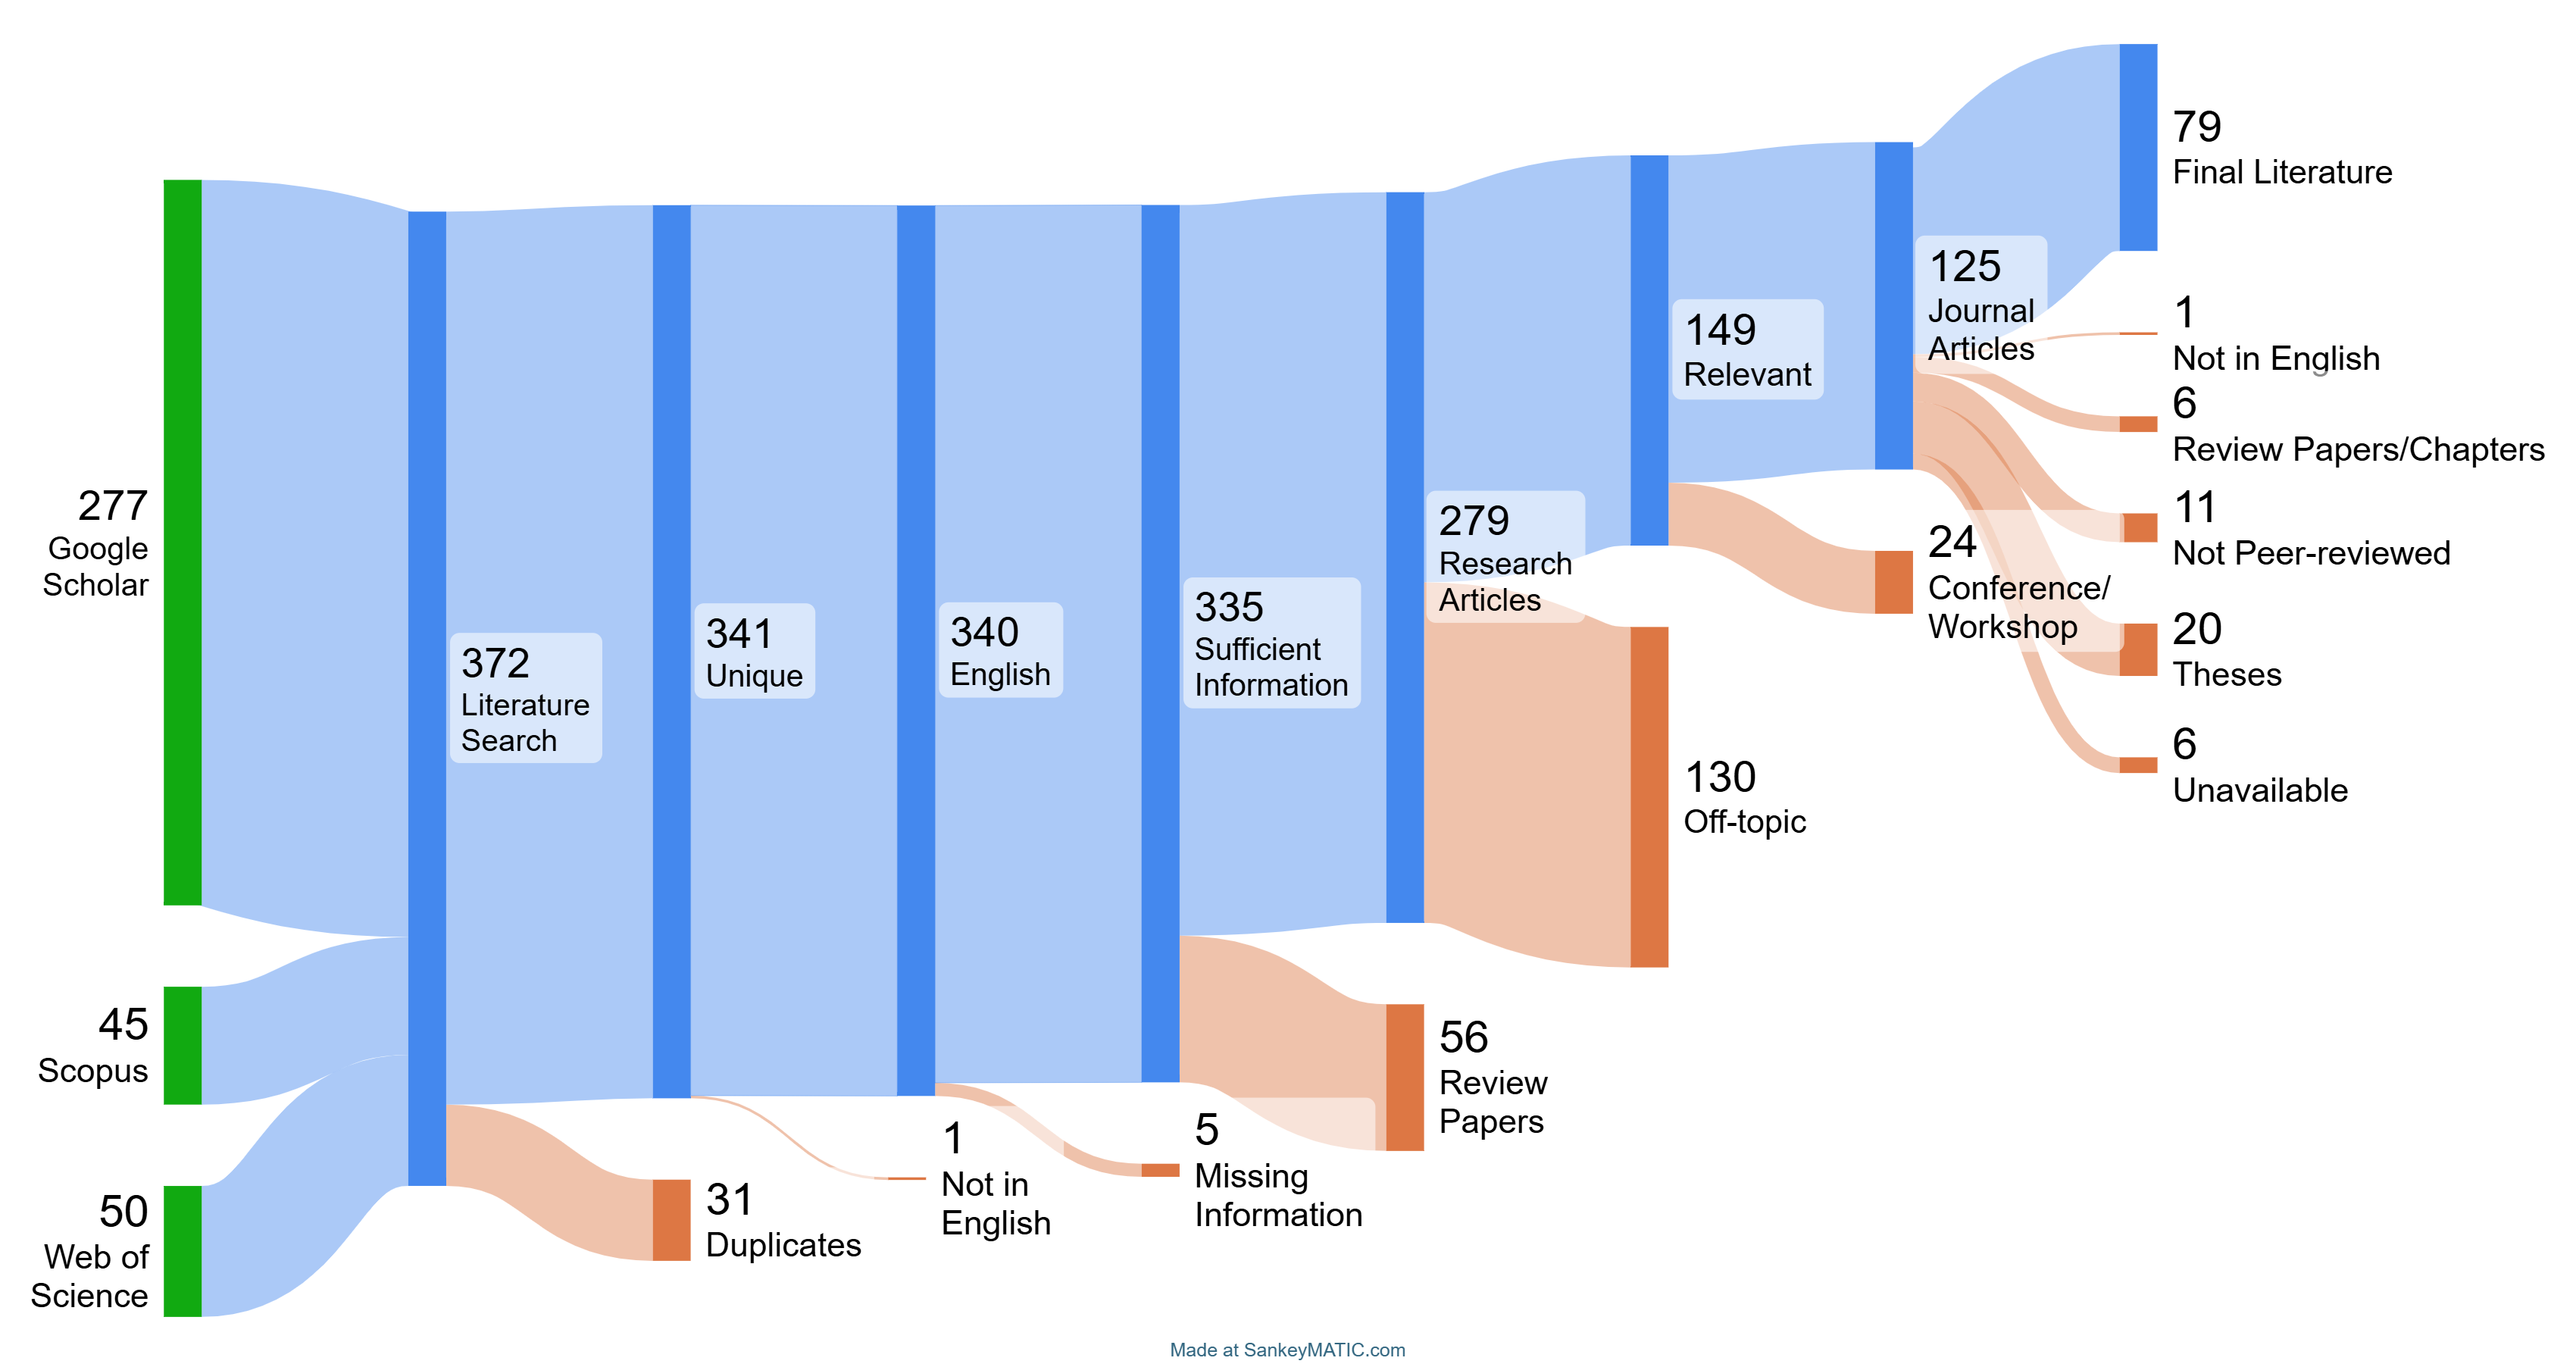 277
Google
Scholar
45
Scopus
50
Web of
Science
372
Literature
Search
31
Duplicates
341
Unique
1
Not in
English
340
English
5
Missing
Information
335
Sufficient
Information
56
Review
Papers
279
Research
Articles
130
Off-topic
149
Relevant
24
Conference/
Workshop
125
Journal
Articles
79
Final Literature
1
Not in English
6
Review Papers/Chapters
11
Not Peer-reviewed
20
Theses
6
Unavailable
Made at SankeyMATIC.com